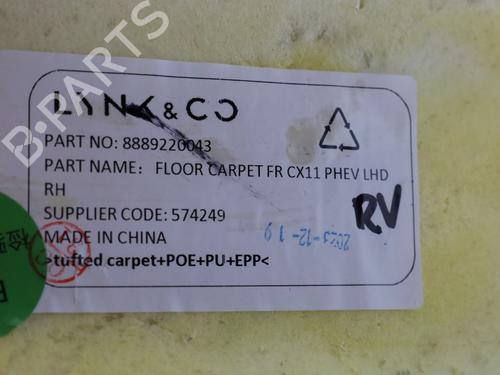 LYNK & CO
PART NO: 8889220043
PART NAME: FLOOR CARPET FR CX11 PHEV LHD
RH
SUPPLIER CODE: 574249
MADE IN CHINA
>tufted carpet+POE+PU+EPP<
RV
2023-12-19
B-PARTS